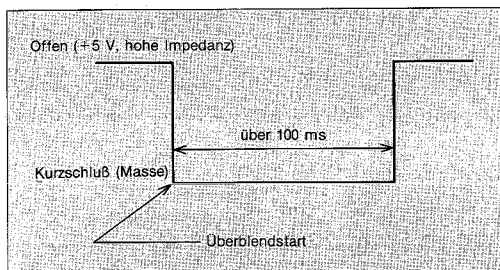 Offen (+5 V, hohe Impedanz)
über 100 ms
Kurzschluß (Masse)
Überblendstart